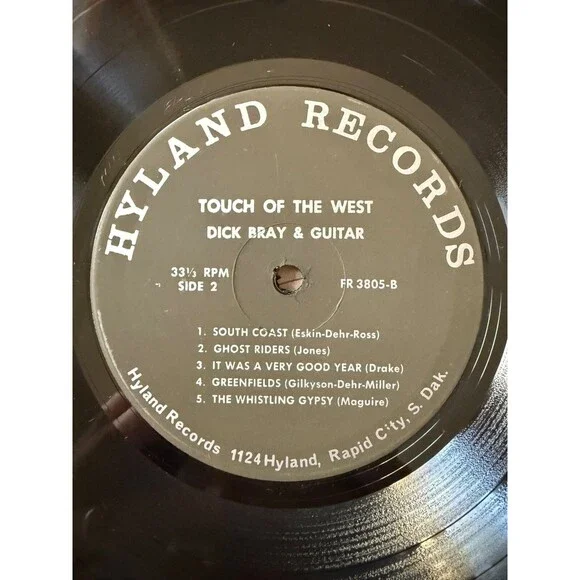 HYLAND RECORDS
TOUCH OF THE WEST
DICK BRAY & GUITAR
33⅓ RPM
SIDE 2
FR 3805-B
1. SOUTH COAST (Eskin-Dehr-Ross)
2. GHOST RIDERS (Jones)
3. IT WAS A VERY GOOD YEAR (Drake)
4. GREENFIELDS (Gilkyson-Dehr-Miller)
5. THE WHISTLING GYPSY (Maguire)
Hyland Records 1124 Hyland, Rapid City, S. Dak.